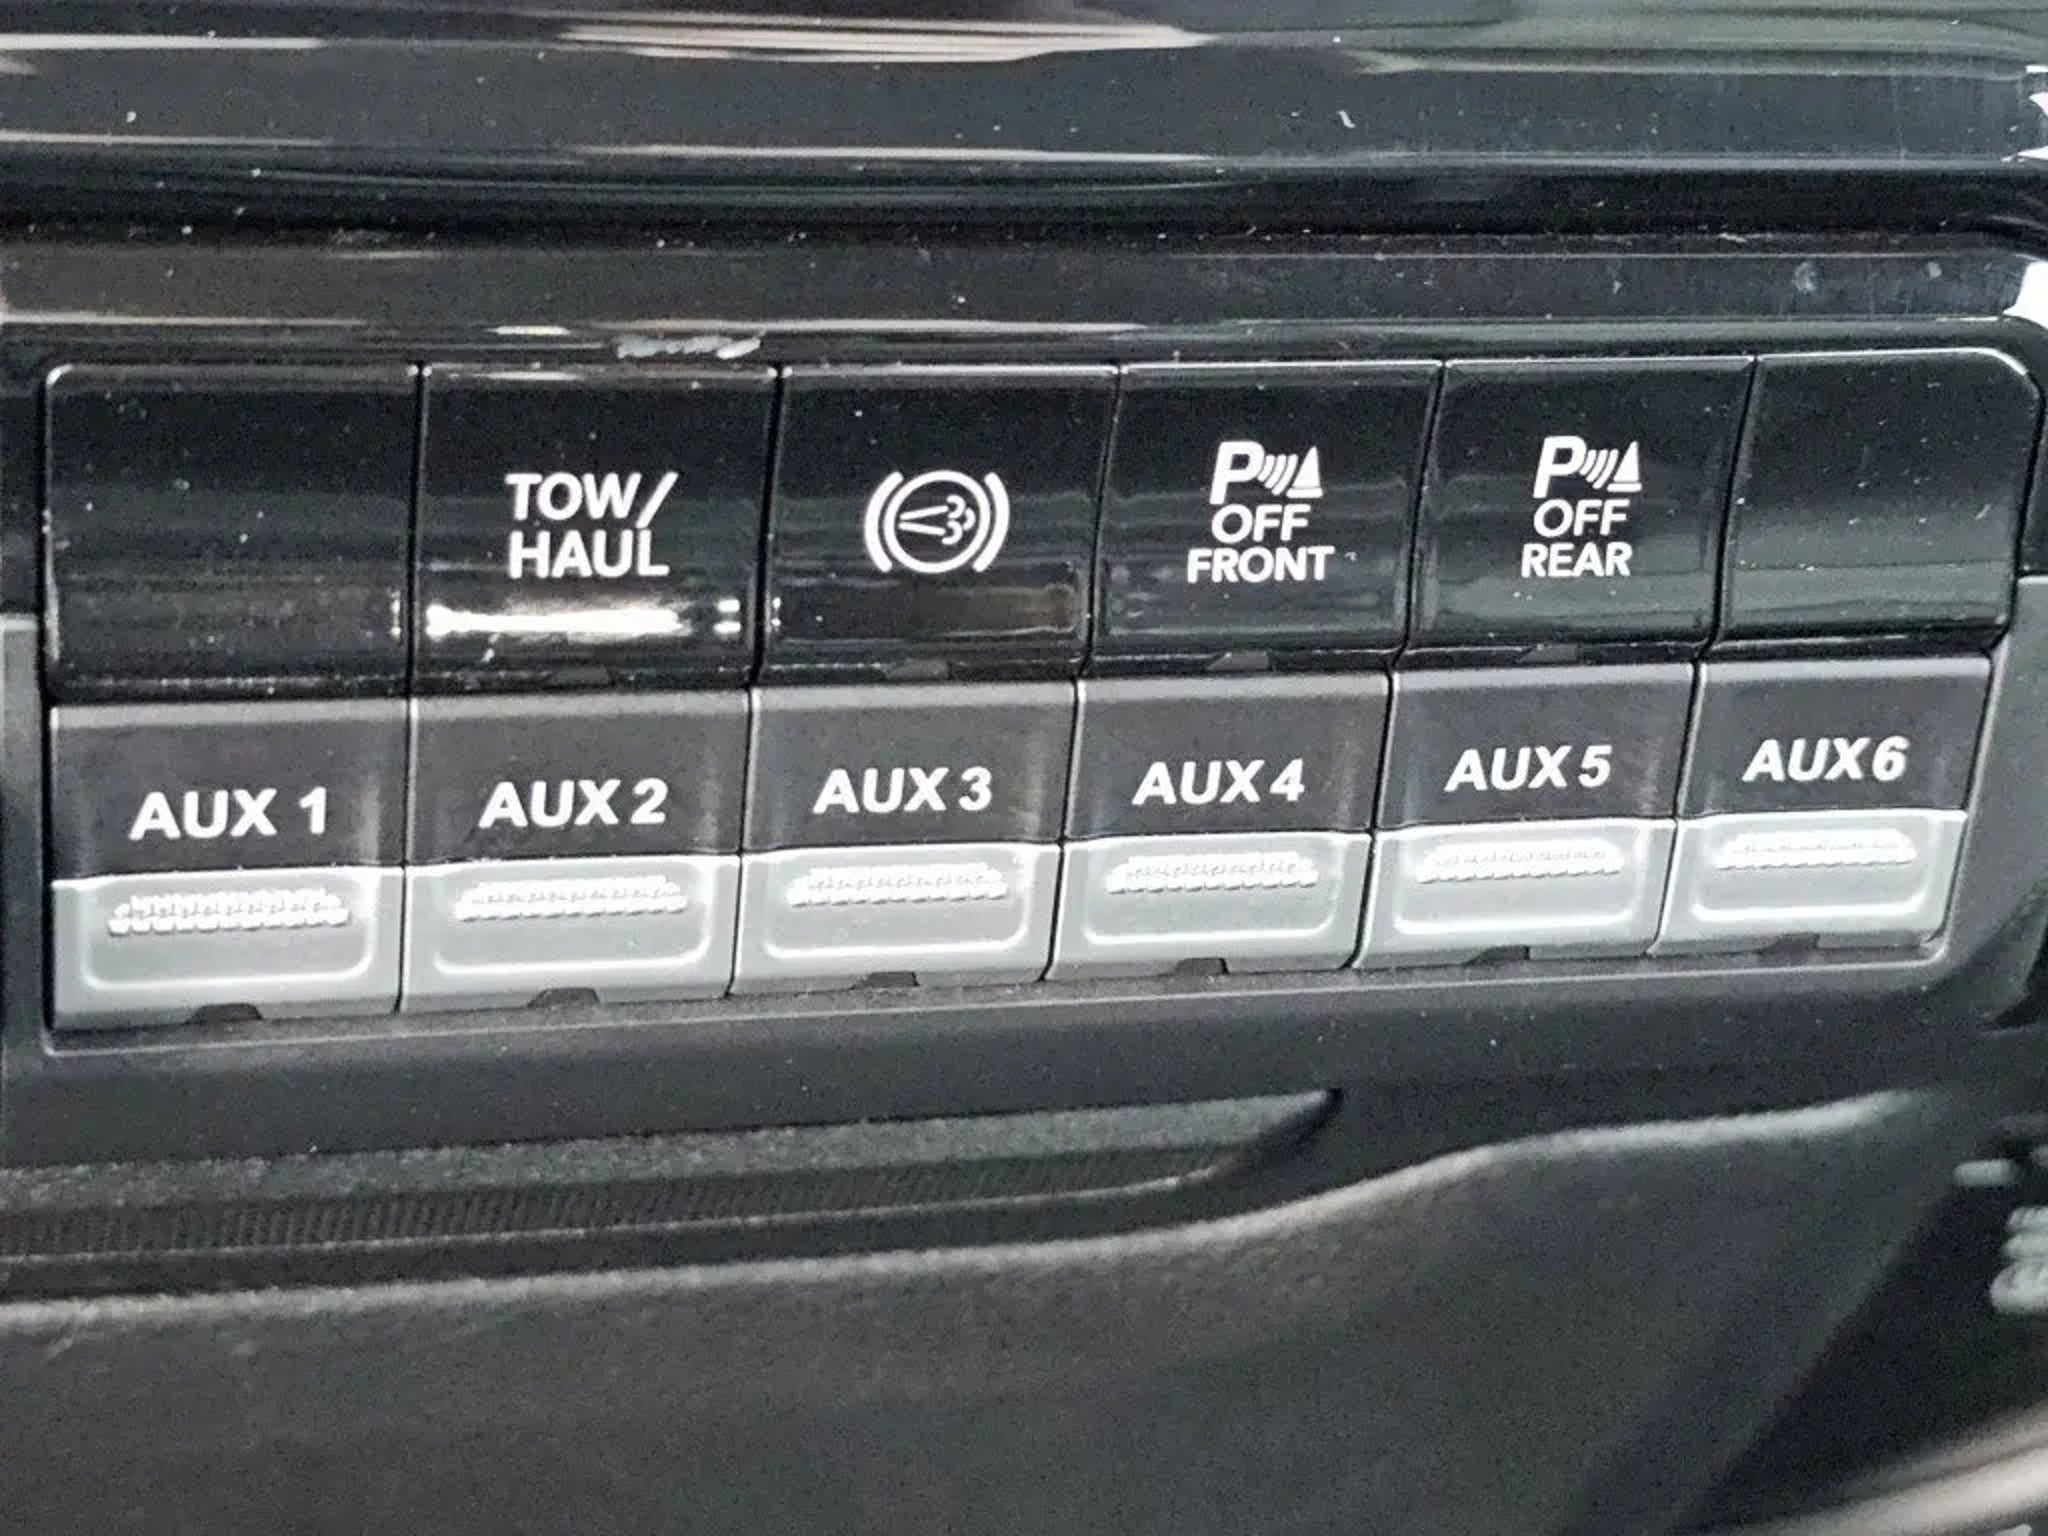 TOW/
HAUL
P
OFF
FRONT
P
OFF
REAR
AUX 1
AUX 2
AUX 3
AUX 4
AUX 5
AUX 6